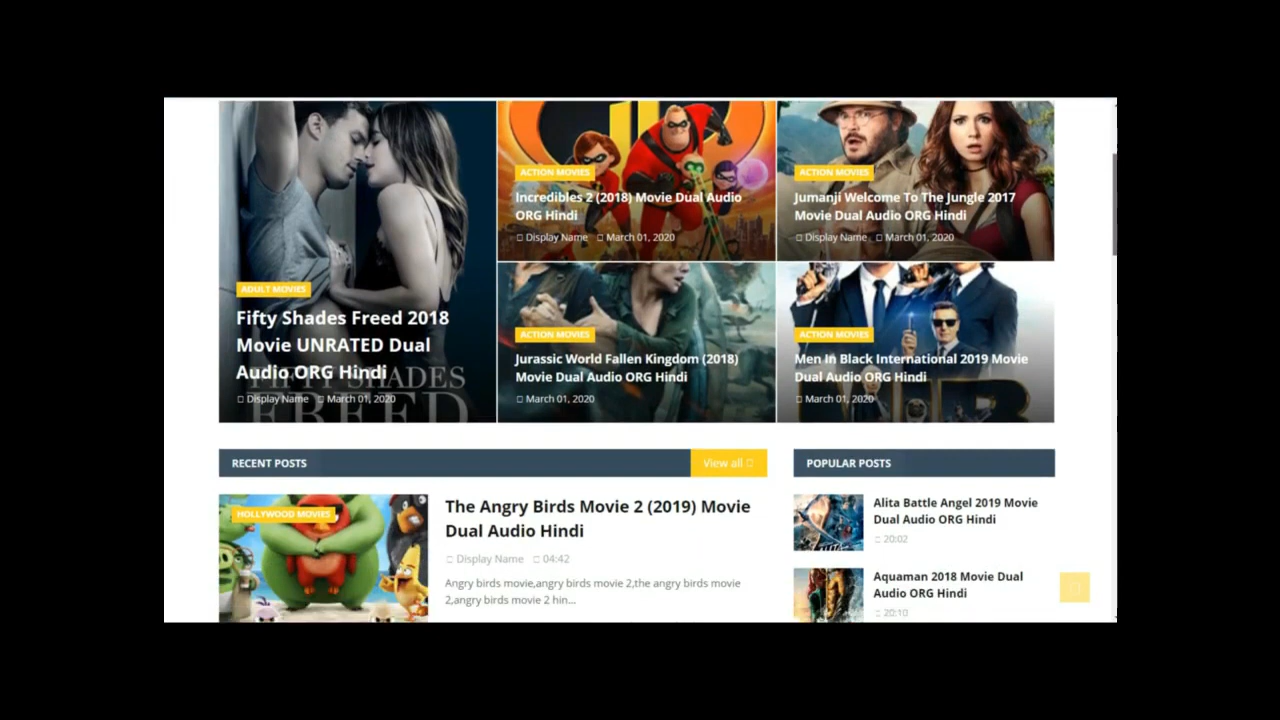 ADULT MOVIES
Fifty Shades Freed 2018
Movie UNRATED Dual
Audio ORG Hindi
FIFTY SHADES
FREED
Display Name March 01, 2020
ACTION MOVIES
Incredibles 2 (2018) Movie Dual Audio
ORG Hindi
Display Name March 01, 2020
ACTION MOVIES
Jumanji Welcome To The Jungle 2017
Movie Dual Audio ORG Hindi
Display Name March 01, 2020
ACTION MOVIES
Jurassic World Fallen Kingdom (2018)
Movie Dual Audio ORG Hindi
March 01, 2020
ACTION MOVIES
Men In Black International 2019 Movie
Dual Audio ORG Hindi
March 01, 2020
MIB
RECENT POSTS
View all
HOLLYWOOD MOVIES
The Angry Birds Movie 2 (2019) Movie
Dual Audio Hindi
Display Name 04:42
Angry birds movie,angry birds movie 2,the angry birds movie
2,angry birds movie 2 hin...
POPULAR POSTS
Alita Battle Angel 2019 Movie
Dual Audio ORG Hindi
20:02
Aquaman 2018 Movie Dual
Audio ORG Hindi
20:10